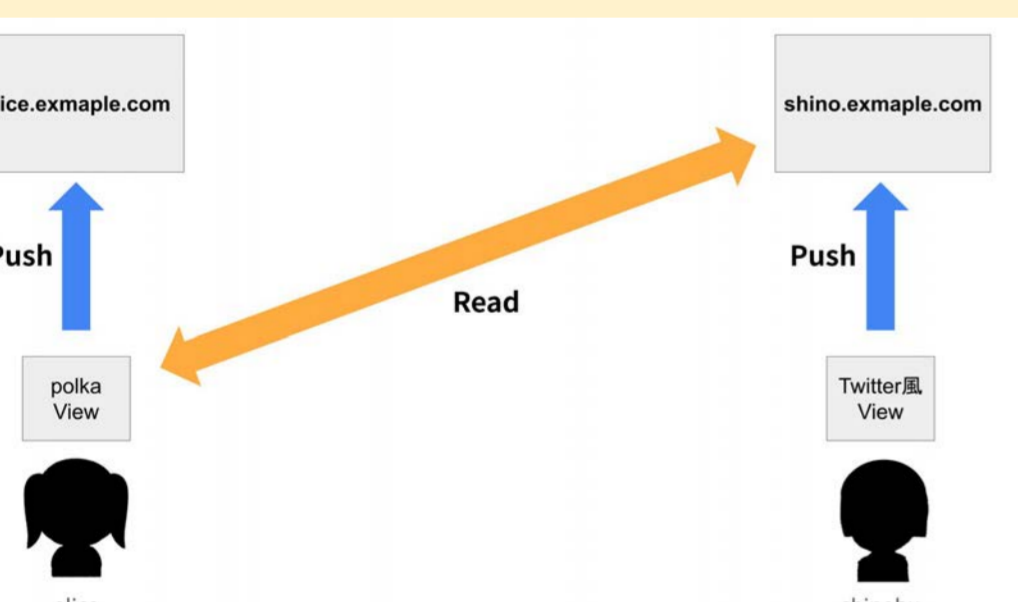 ice.exmaple.com
shino.exmaple.com
Push
Push
Read
polka
View
Twitter風
View